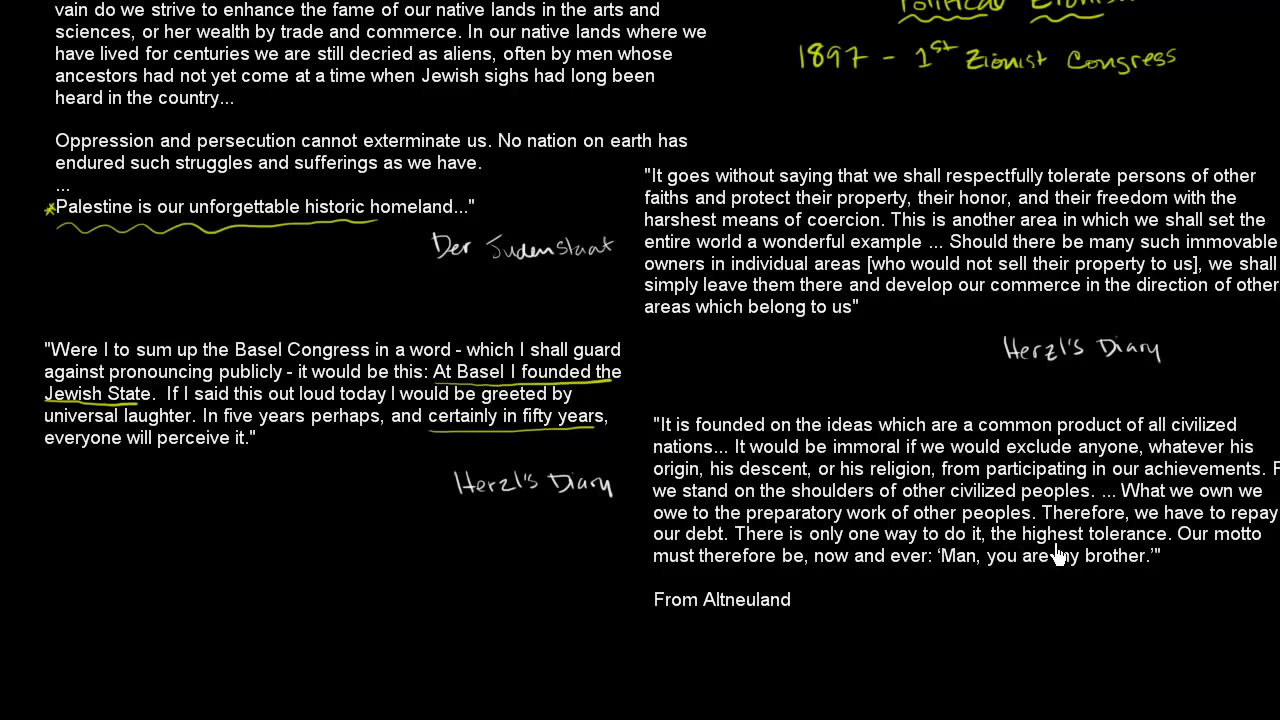 vain do we strive to enhance the fame of our native lands in the arts and
sciences, or her wealth by trade and commerce. In our native lands where we
have lived for centuries we are still decried as aliens, often by men whose
ancestors had not yet come at a time when Jewish sighs had long been
heard in the country...
Oppression and persecution cannot exterminate us. No nation on earth has
endured such struggles and sufferings as we have.
...
*Palestine is our unforgettable historic homeland..."
Der Judenstaat
"Were I to sum up the Basel Congress in a word - which I shall guard
against pronouncing publicly - it would be this: At Basel I founded the
Jewish State.  If I said this out loud today I would be greeted by
universal laughter. In five years perhaps, and certainly in fifty years,
everyone will perceive it."
Herzl's Diary
Political Zionism
1897 - 1st Zionist Congress
"It goes without saying that we shall respectfully tolerate persons of other
faiths and protect their property, their honor, and their freedom with the
harshest means of coercion. This is another area in which we shall set the
entire world a wonderful example ... Should there be many such immovable
owners in individual areas [who would not sell their property to us], we shall
simply leave them there and develop our commerce in the direction of other
areas which belong to us"
Herzl's Diary
"It is founded on the ideas which are a common product of all civilized
nations... It would be immoral if we would exclude anyone, whatever his
origin, his descent, or his religion, from participating in our achievements. F
we stand on the shoulders of other civilized peoples. ... What we own we
owe to the preparatory work of other peoples. Therefore, we have to repay
our debt. There is only one way to do it, the highest tolerance. Our motto
must therefore be, now and ever: ‘Man, you are my brother.’"
From Altneuland